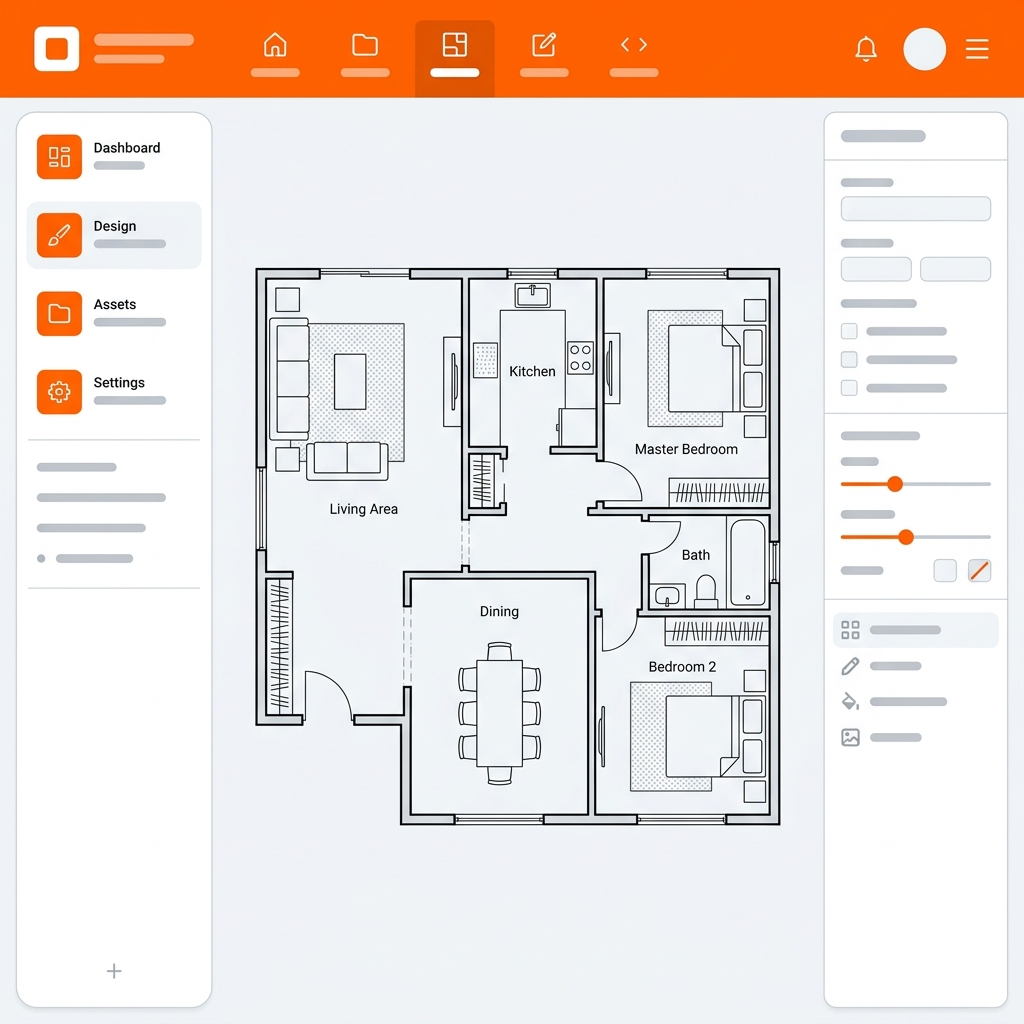 Dashboard
Design
Assets
Settings
Kitchen
Master Bedroom
Living Area
Bath
Dining
Bedroom 2